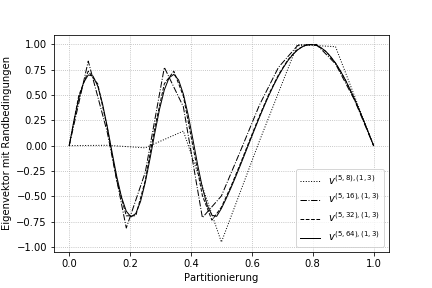 Eigenvektor mit Randbedingungen
1.00
0.75
0.50
0.25
0.00
−0.25
−0.50
−0.75
−1.00
v(5, 8), (1, 3)
v(5, 16), (1, 3)
v(5, 32), (1, 3)
v(5, 64), (1, 3)
0.0 0.2 0.4 0.6 0.8 1.0
Partitionierung